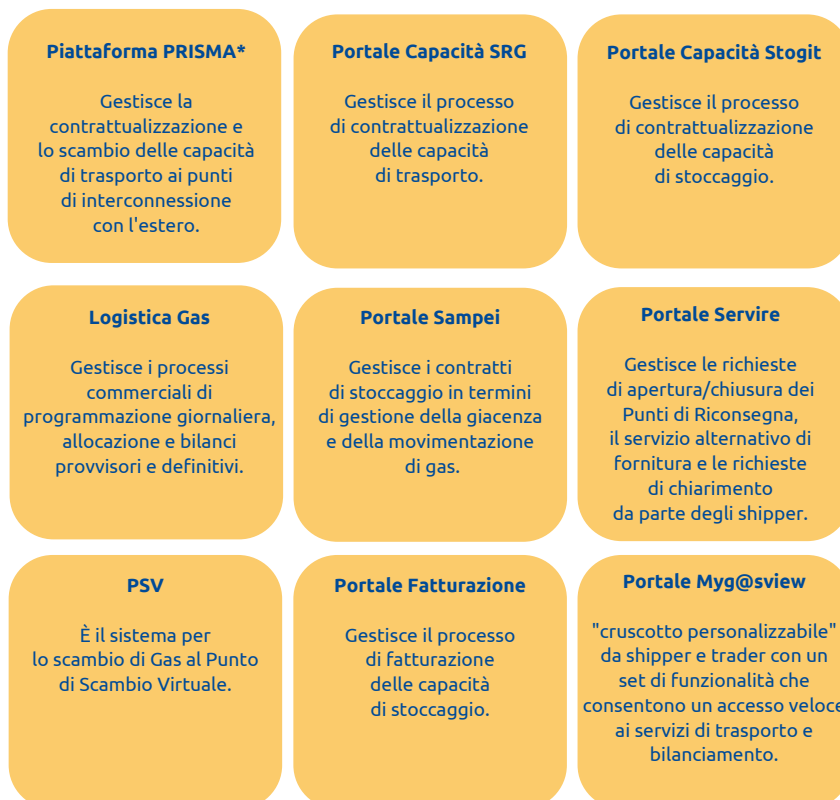 Piattaforma PRISMA*
Gestisce la
contrattualizzazione e
lo scambio delle capacità
di trasporto ai punti
di interconnessione
con l'estero.
Portale Capacità SRG
Gestisce il processo
di contrattualizzazione
delle capacità
di trasporto.
Portale Capacità Stogit
Gestisce il processo
di contrattualizzazione
delle capacità
di stoccaggio.
Logistica Gas
Gestisce i processi
commerciali di
programmazione giornaliera,
allocazione e bilanci
provvisori e definitivi.
Portale Sampei
Gestisce i contratti
di stoccaggio in termini
di gestione della giacenza
e della movimentazione
di gas.
Portale Servire
Gestisce le richieste
di apertura/chiusura dei
Punti di Riconsegna,
il servizio alternativo di
fornitura e le richieste
di chiarimento
da parte degli shipper.
PSV
È il sistema per
lo scambio di Gas al Punto
di Scambio Virtuale.
Portale Fatturazione
Gestisce il processo
di fatturazione
delle capacità
di stoccaggio.
Portale Myg@sview
"cruscotto personalizzabile"
da shipper e trader con un
set di funzionalità che
consentono un accesso veloce
ai servizi di trasporto e
bilanciamento.